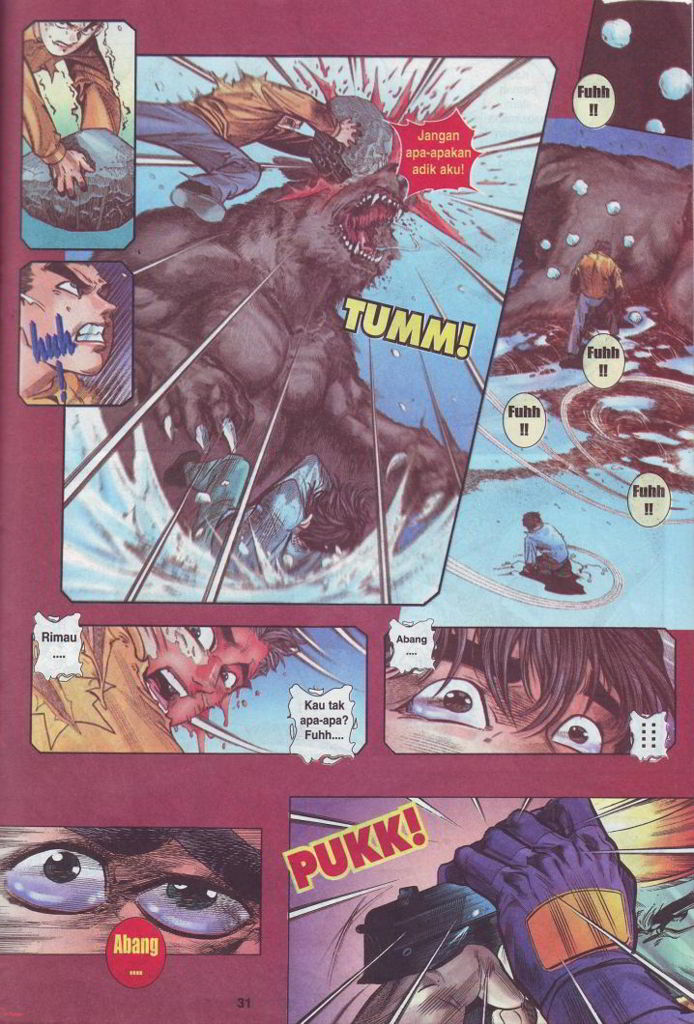 Jangan
apa-apakan
adik aku!
TUMM!
huh
!
Fuhh
!!
Fuhh
!!
Fuhh
!!
Fuhh
!!
Rimau
....
Kau tak
apa-apa?
Fuhh....
Abang
....
Abang
....
PUKK!
31